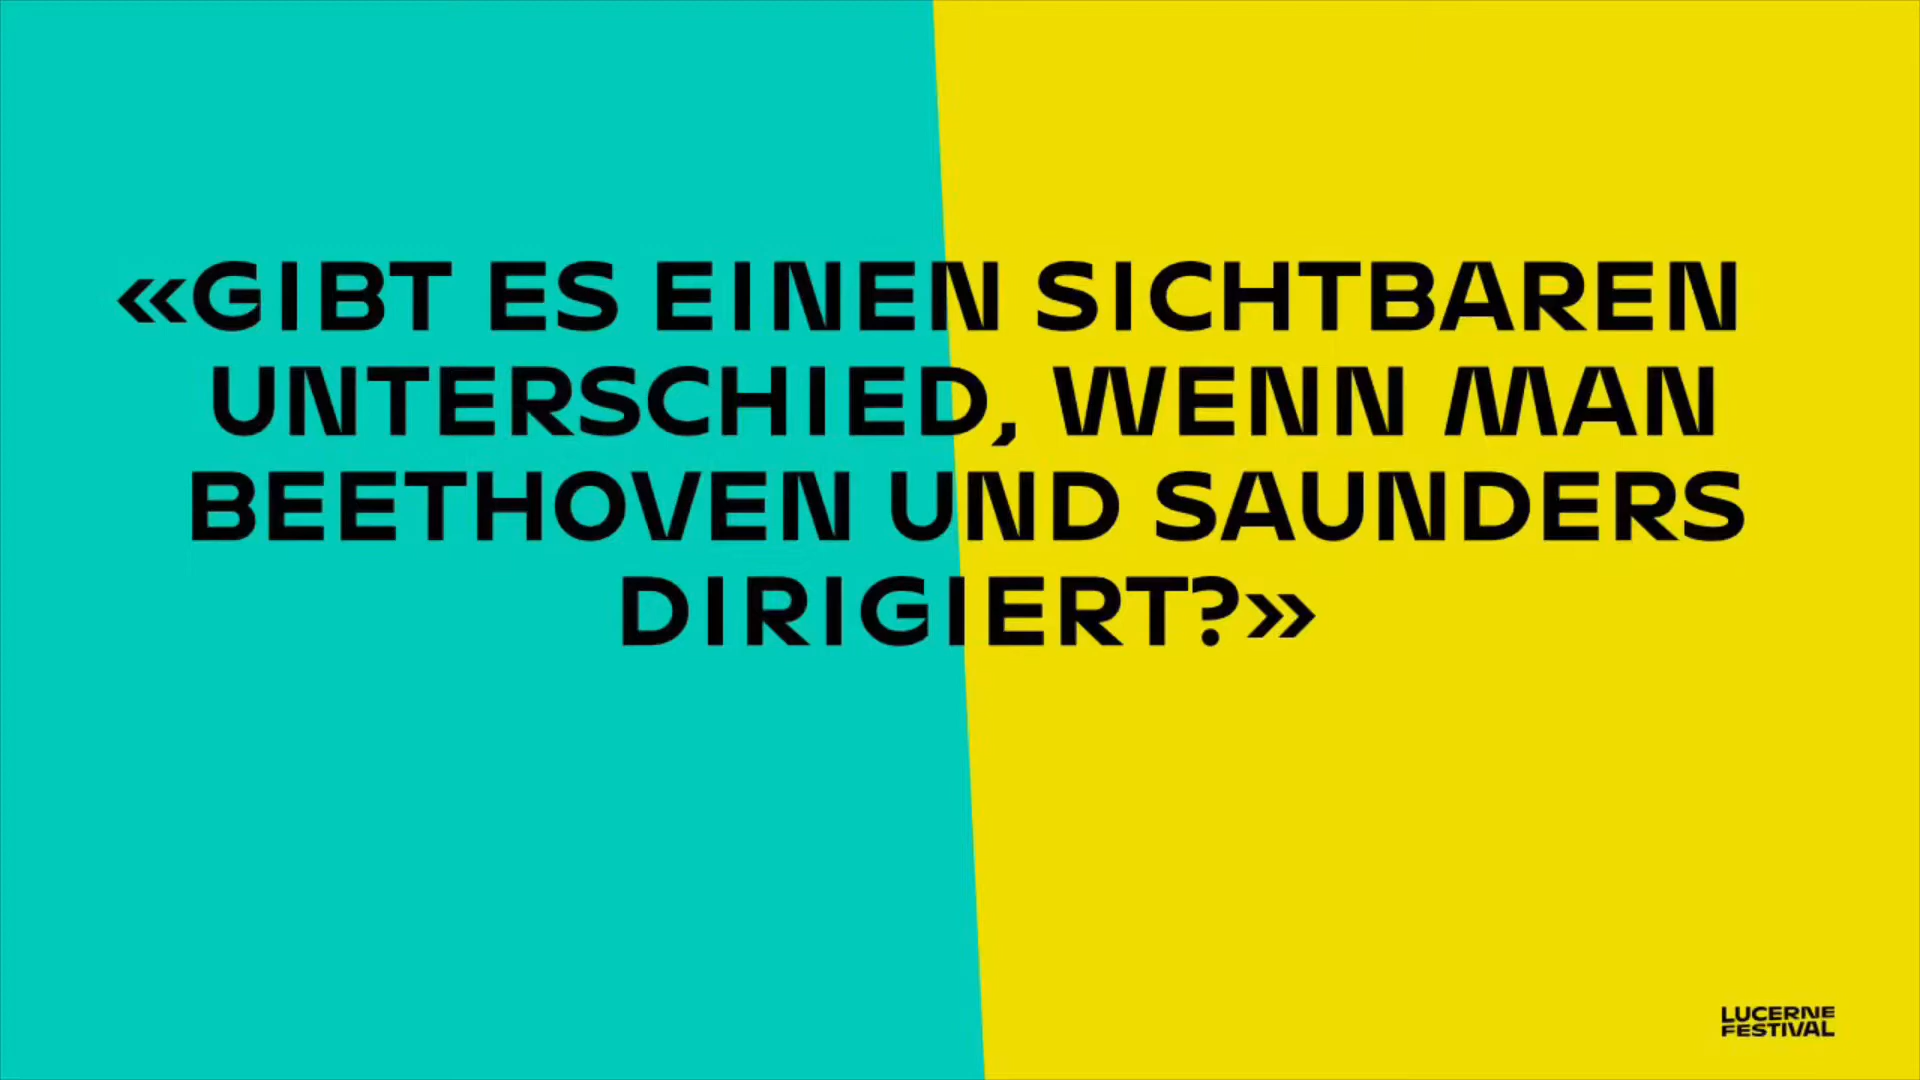 «GIBT ES EINEN SICHTBAREN
UNTERSCHIED, WENN MAN
BEETHOVEN UND SAUNDERS
DIRIGIERT?»
LUCERNE
FESTIVAL